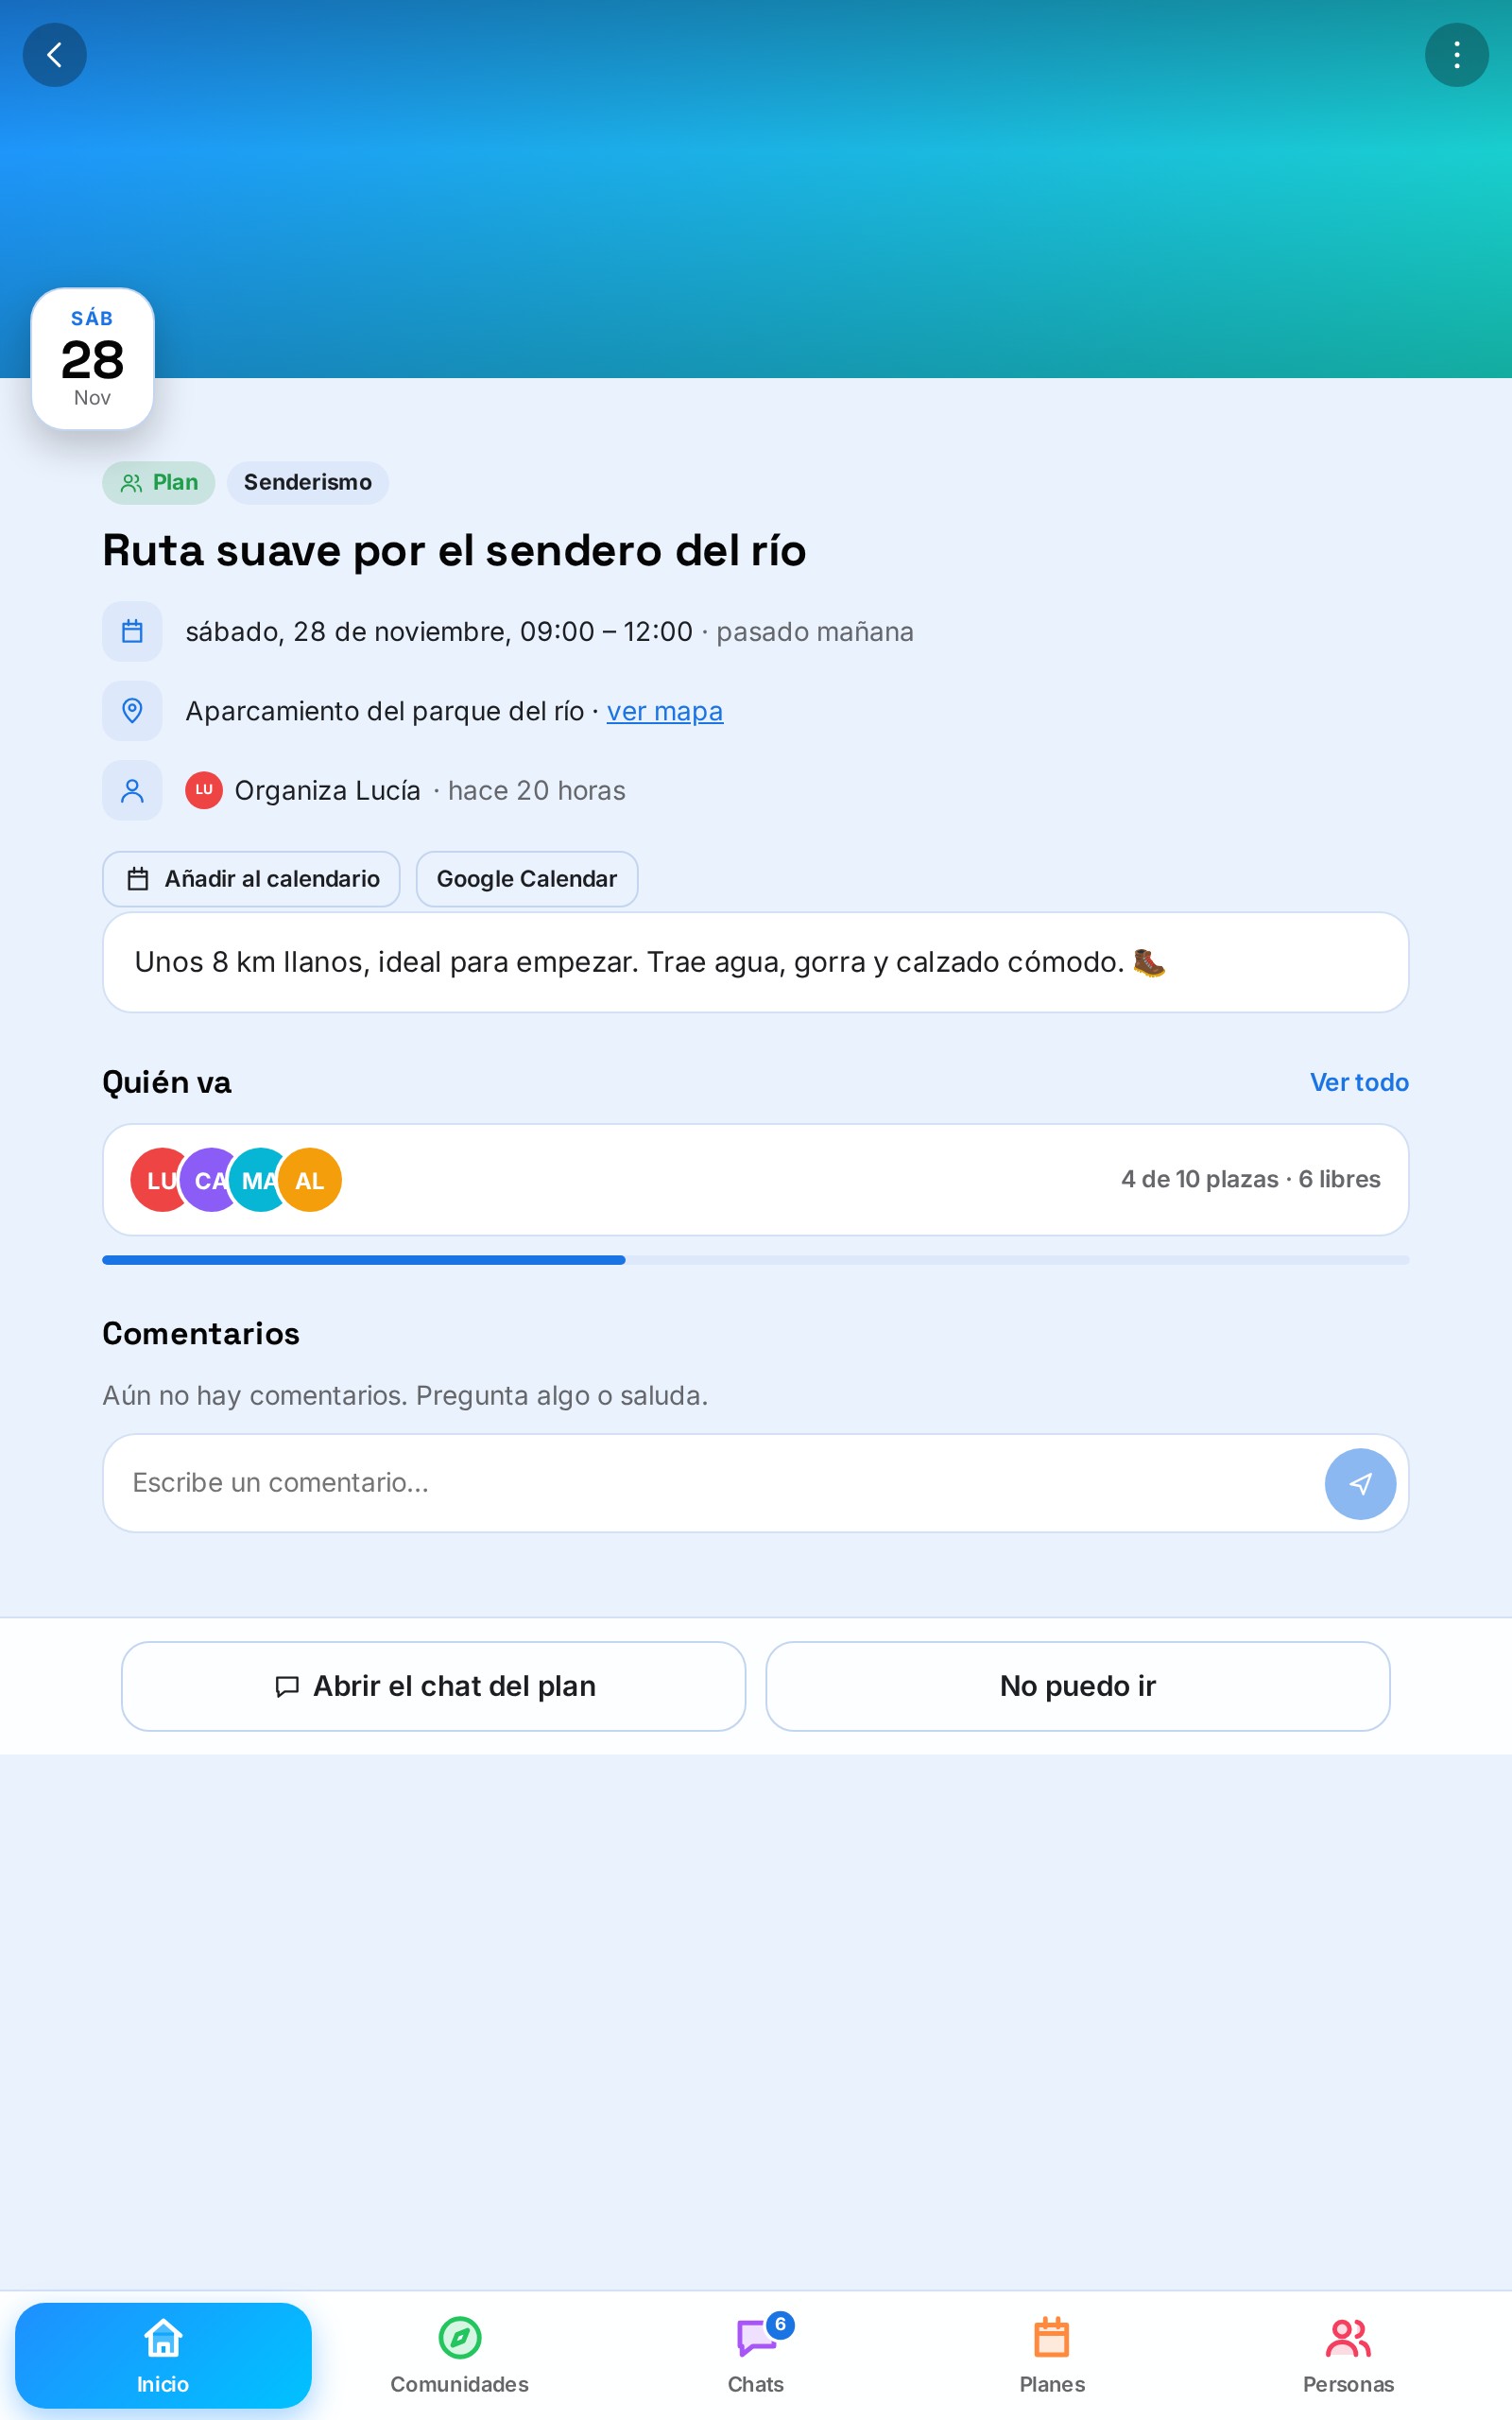 SÁB
28
Nov
Plan
Senderismo
Ruta suave por el sendero del río
sábado, 28 de noviembre, 09:00 – 12:00 · pasado mañana
Aparcamiento del parque del río · ver mapa
LU Organiza Lucía · hace 20 horas
Añadir al calendario
Google Calendar
Unos 8 km llanos, ideal para empezar. Trae agua, gorra y calzado cómodo. 🥾
Quién va
Ver todo
LU CA MA AL
4 de 10 plazas · 6 libres
Comentarios
Aún no hay comentarios. Pregunta algo o saluda.
Escribe un comentario...
Abrir el chat del plan
No puedo ir
6
Inicio
Comunidades
Chats
Planes
Personas